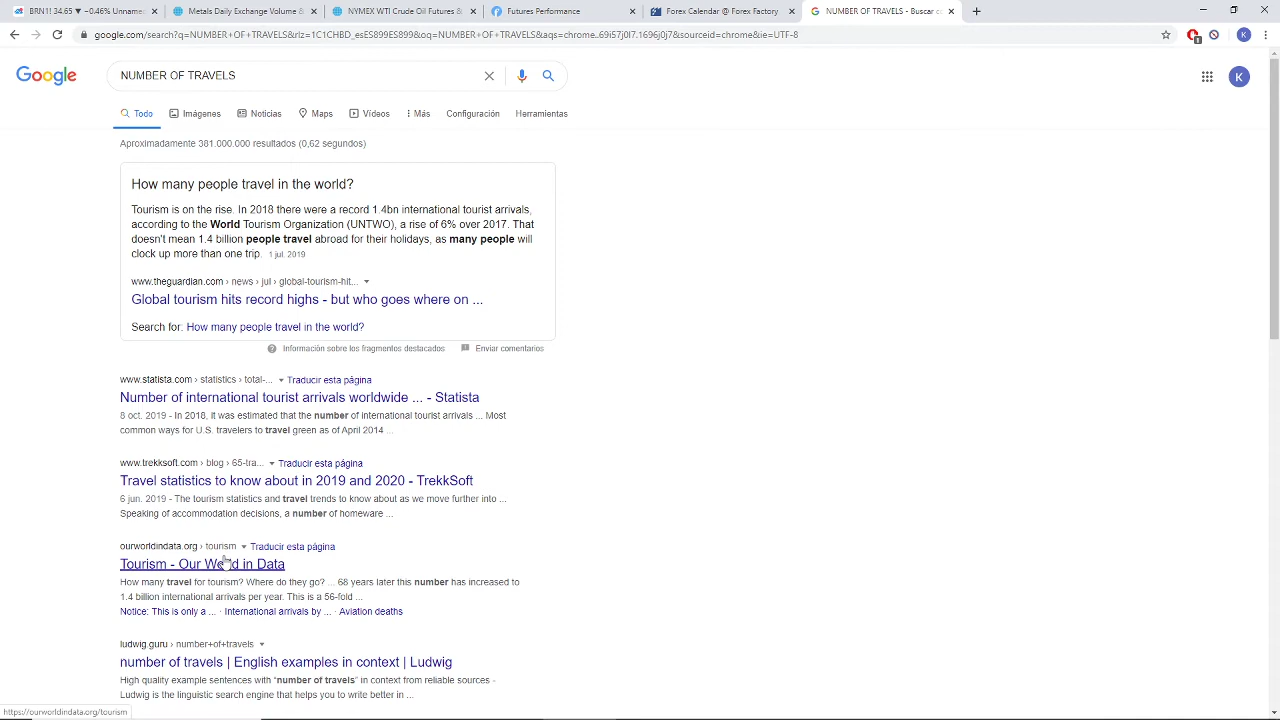 BRN1! 34.65 ▼ −0.46% Unnamed
Metals Daily Exchange Volume &
NYMEX WTI Crude Oil Futures &
Futures Performance
Forex Calendar @ Forex Factory
NUMBER OF TRAVELS - Buscar c
google.com/search?q=NUMBER+OF+TRAVELS&rlz=1C1CHBD_esES899ES899&oq=NUMBER+OF+TRAVELS&aqs=chrome..69i57j0l7.1696j0j7&sourceid=chrome&ie=UTF-8
1
K
Google
NUMBER OF TRAVELS
K
Todo
Imágenes
Noticias
Maps
Vídeos
Más
Configuración
Herramientas
Aproximadamente 381.000.000 resultados (0,62 segundos)
How many people travel in the world?
Tourism is on the rise. In 2018 there were a record 1.4bn international tourist arrivals,
according to the World Tourism Organization (UNTWO), a rise of 6% over 2017. That
doesn't mean 1.4 billion people travel abroad for their holidays, as many people will
clock up more than one trip. 1 jul. 2019
www.theguardian.com › news › jul › global-tourism-hit...
Global tourism hits record highs - but who goes where on ...
Search for: How many people travel in the world?
Información sobre los fragmentos destacados
Enviar comentarios
www.statista.com › statistics › total-... Traducir esta página
Number of international tourist arrivals worldwide ... - Statista
8 oct. 2019 - In 2018, it was estimated that the number of international tourist arrivals ... Most
common ways for U.S. travelers to travel green as of April 2014 ...
www.trekksoft.com › blog › 65-tra... Traducir esta página
Travel statistics to know about in 2019 and 2020 - TrekkSoft
6 jun. 2019 - The tourism statistics and travel trends to know about as we move further into ...
Speaking of accommodation decisions, a number of homeware ...
ourworldindata.org › tourism Traducir esta página
Tourism - Our World in Data
How many travel for tourism? Where do they go? ... 68 years later this number has increased to
1.4 billion international arrivals per year. This is a 56-fold ...
Notice: This is only a ... · International arrivals by ... · Aviation deaths
ludwig.guru › number+of+travels
number of travels | English examples in context | Ludwig
High quality example sentences with “number of travels” in context from reliable sources -
Ludwig is the linguistic search engine that helps you to write better in ...
https://ourworldindata.org/tourism